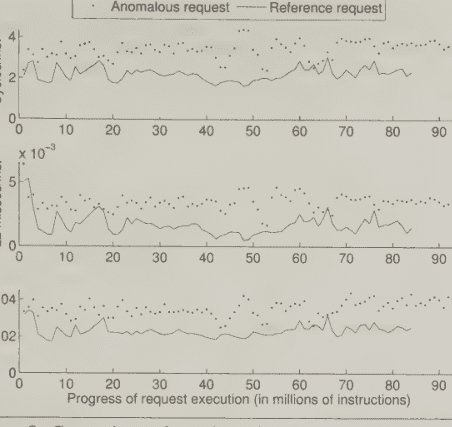 Anomalous request Reference request
4
2
0
0 10 20 30 40 50 60 70 80 90
x 10⁻³
5
0
0 10 20 30 40 50 60 70 80 90
04
02
0
0 10 20 30 40 50 60 70 80 90
Progress of request execution (in millions of instructions)